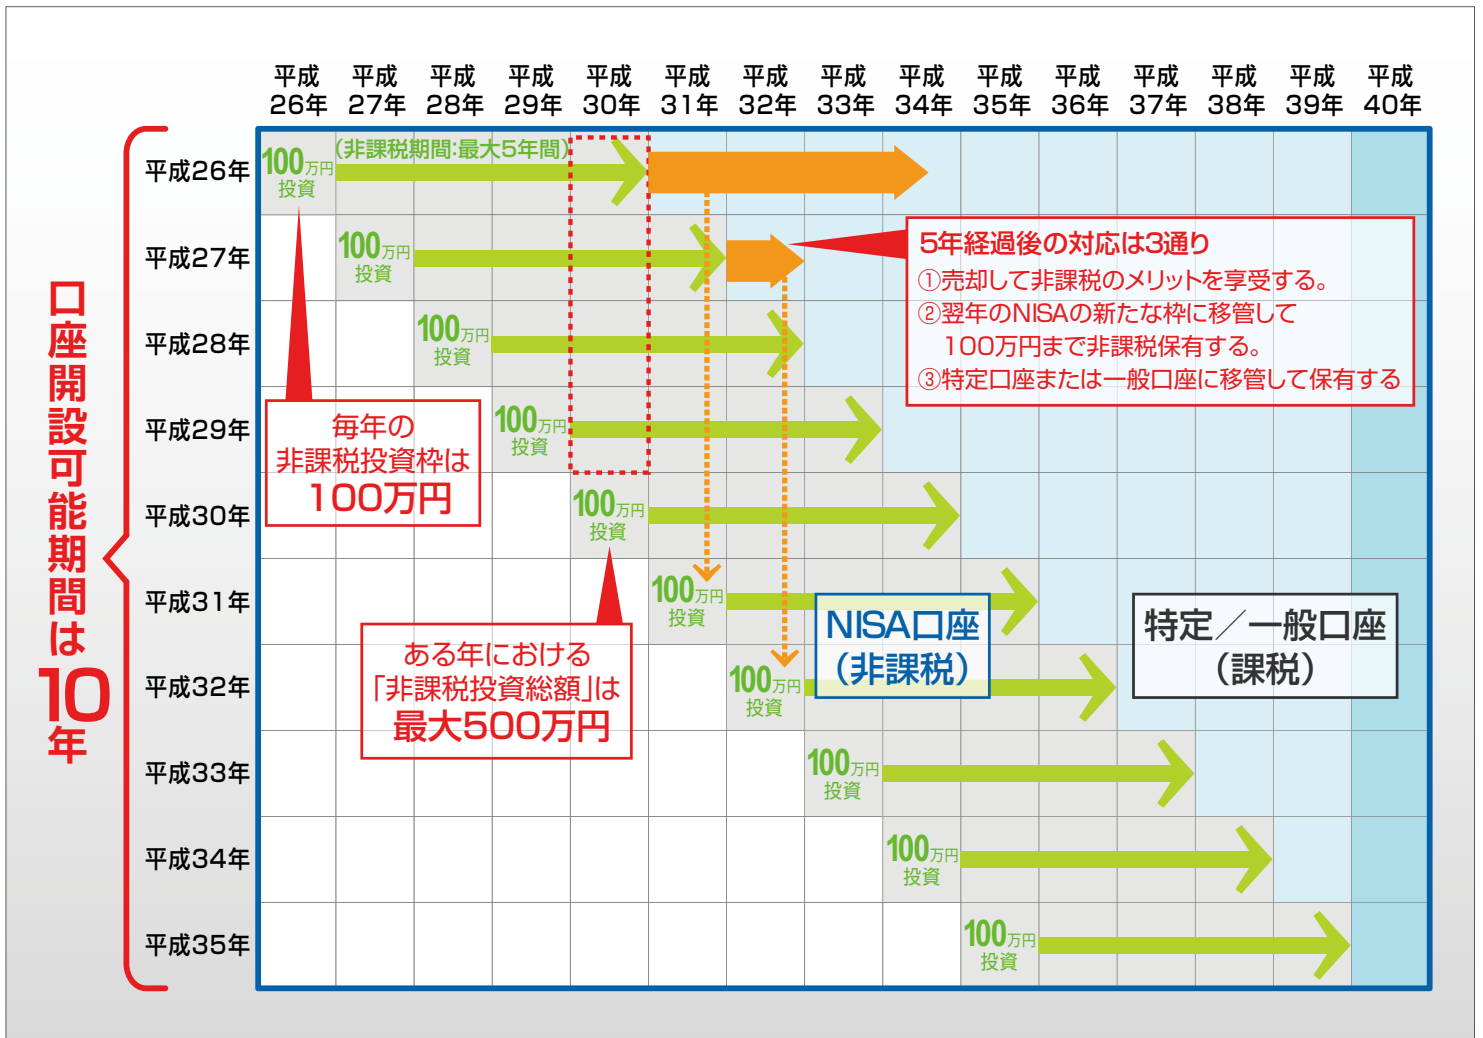 平成
26年
平成
27年
平成
28年
平成
29年
平成
30年
平成
31年
平成
32年
平成
33年
平成
34年
平成
35年
平成
36年
平成
37年
平成
38年
平成
39年
平成
40年
口座開設可能期間は10年
平成26年
100万円
投資
(非課税期間:最大5年間)
平成27年
100万円
投資
5年経過後の対応は3通り
①売却して非課税のメリットを享受する。
②翌年のNISAの新たな枠に移管して
100万円まで非課税保有する。
③特定口座または一般口座に移管して保有する
平成28年
100万円
投資
平成29年
100万円
投資
毎年の
非課税投資枠は
100万円
平成30年
100万円
投資
平成31年
100万円
投資
NISA口座
(非課税)
特定／一般口座
(課税)
ある年における
「非課税投資総額」は
最大500万円
平成32年
100万円
投資
平成33年
100万円
投資
平成34年
100万円
投資
平成35年
100万円
投資